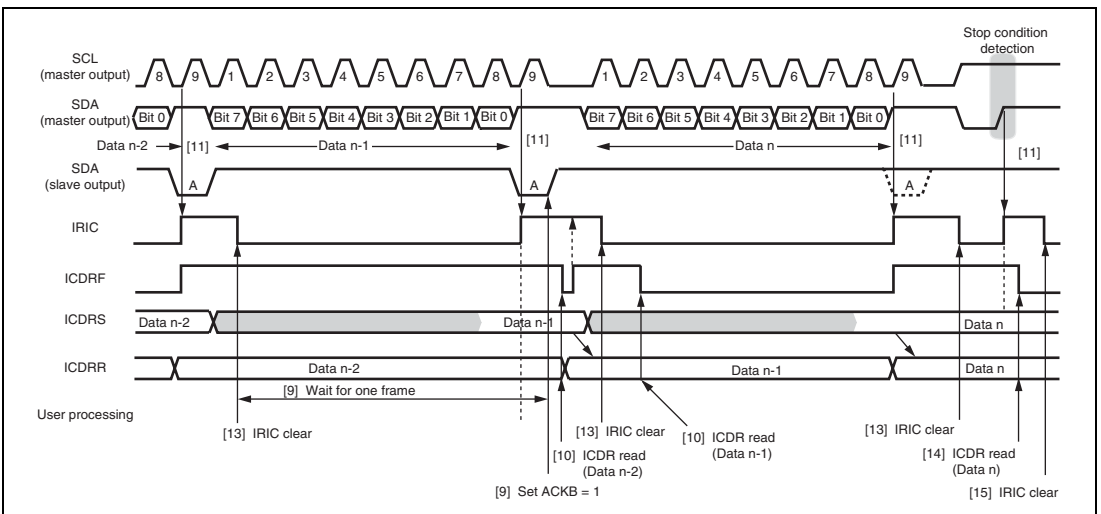 Stop condition
detection
SCL
(master output)
8 9 1 2 3 4 5 6 7 8 9 1 2 3 4 5 6 7 8 9
SDA
(master output)
Bit 0 Bit 7 Bit 6 Bit 5 Bit 4 Bit 3 Bit 2 Bit 1 Bit 0 Bit 7 Bit 6 Bit 5 Bit 4 Bit 3 Bit 2 Bit 1 Bit 0
Data n-2 [11] Data n-1 [11] Data n [11] [11]
SDA
(slave output)
A A A
IRIC
ICDRF
ICDRS
Data n-2 Data n-1 Data n
ICDRR
Data n-2 Data n-1 Data n
[9] Wait for one frame
User processing
[13] IRIC clear
[13] IRIC clear
[10] ICDR read
(Data n-1)
[13] IRIC clear
[10] ICDR read
(Data n-2)
[14] ICDR read
(Data n)
[9] Set ACKB = 1
[15] IRIC clear